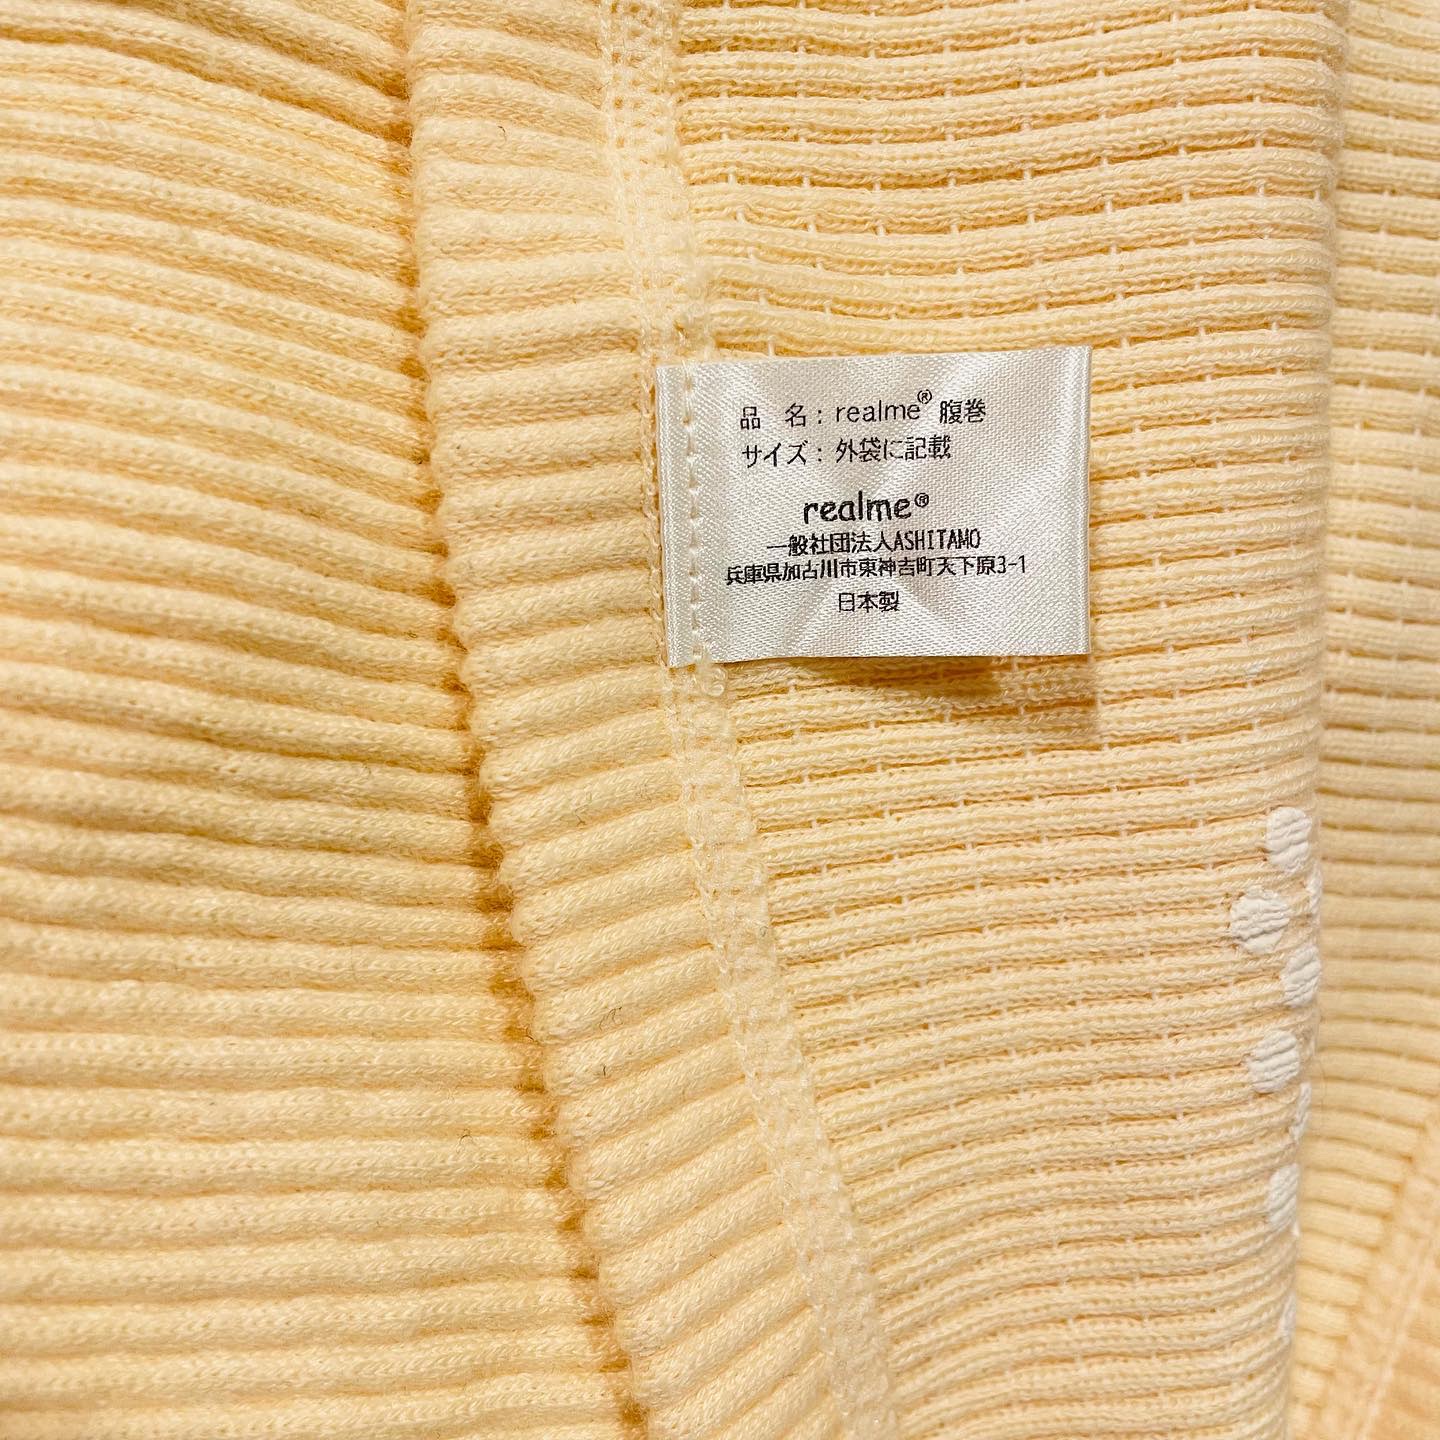 品 名：realme® 腹巻
サイズ：外袋に記載
realme®
一般社団法人ASHITAMO
兵庫県加古川市東神吉町天下原3-1
日本製